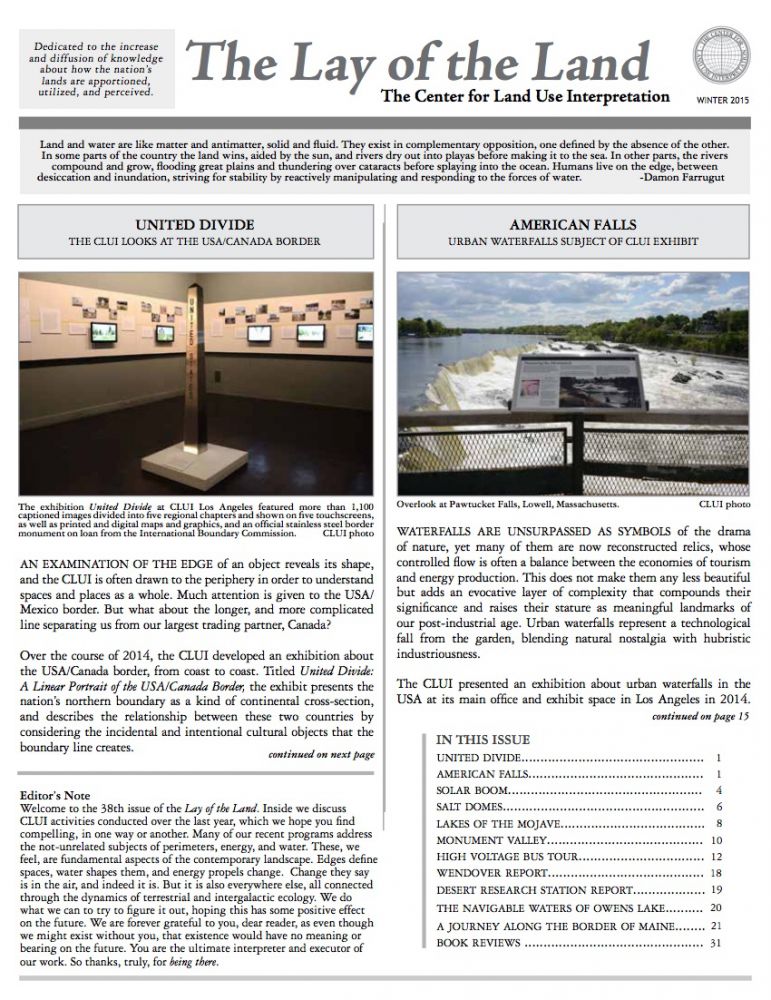 Dedicated to the increase
and diffusion of knowledge
about how the nation's
lands are apportioned,
utilized, and perceived.
The Lay of the Land
The Center for Land Use Interpretation
WINTER 2015
Land and water are like matter and antimatter, solid and fluid. They exist in complementary opposition, one defined by the absence of the other.
In some parts of the country the land wins, aided by the sun, and rivers dry out into playas before making it to the sea. In other parts, the rivers
compound and grow, flooding great plains and thundering over cataracts before splaying into the ocean. Humans live on the edge, between
desiccation and inundation, striving for stability by reactively manipulating and responding to the forces of water. -Damon Farrugut
UNITED DIVIDE
THE CLUI LOOKS AT THE USA/CANADA BORDER
The exhibition United Divide at CLUI Los Angeles featured more than 1,100
captioned images divided into five regional chapters and shown on five touchscreens,
as well as printed and digital maps and graphics, and an official stainless steel border
monument on loan from the International Boundary Commission. CLUI photo
AN EXAMINATION OF THE EDGE of an object reveals its shape,
and the CLUI is often drawn to the periphery in order to understand
spaces and places as a whole. Much attention is given to the USA/
Mexico border. But what about the longer, and more complicated
line separating us from our largest trading partner, Canada?
Over the course of 2014, the CLUI developed an exhibition about
the USA/Canada border, from coast to coast. Titled United Divide:
A Linear Portrait of the USA/Canada Border, the exhibit presents the
nation's northern boundary as a kind of continental cross-section,
and describes the relationship between these two countries by
considering the incidental and intentional cultural objects that the
boundary line creates.
continued on next page
Editor's Note
Welcome to the 38th issue of the Lay of the Land. Inside we discuss
CLUI activities conducted over the last year, which we hope you find
compelling, in one way or another. Many of our recent programs address
the not-unrelated subjects of perimeters, energy, and water. These, we
feel, are fundamental aspects of the contemporary landscape. Edges define
spaces, water shapes them, and energy propels change. Change they say
is in the air, and indeed it is. But it is also everywhere else, all connected
through the dynamics of terrestrial and intergalactic ecology. We do
what we can to try to figure it out, hoping this has some positive effect
on the future. We are forever grateful to you, dear reader, as even though
we might exist without you, that existence would have no meaning or
bearing on the future. You are the ultimate interpreter and executor of
our work. So thanks, truly, for being there.
AMERICAN FALLS
URBAN WATERFALLS SUBJECT OF CLUI EXHIBIT
Overlook at Pawtucket Falls, Lowell, Massachusetts. CLUI photo
WATERFALLS ARE UNSURPASSED AS SYMBOLS of the drama
of nature, yet many of them are now reconstructed relics, whose
controlled flow is often a balance between the economies of tourism
and energy production. This does not make them any less beautiful
but adds an evocative layer of complexity that compounds their
significance and raises their stature as meaningful landmarks of
our post-industrial age. Urban waterfalls represent a technological
fall from the garden, blending natural nostalgia with hubristic
industriousness.
The CLUI presented an exhibition about urban waterfalls in the
USA at its main office and exhibit space in Los Angeles in 2014.
continued on page 15
IN THIS ISSUE
UNITED DIVIDE 1
AMERICAN FALLS 1
SOLAR BOOM 4
SALT DOMES 6
LAKES OF THE MOJAVE 8
MONUMENT VALLEY 10
HIGH VOLTAGE BUS TOUR 12
WENDOVER REPORT 18
DESERT RESEARCH STATION REPORT 19
THE NAVIGABLE WATERS OF OWENS LAKE 20
A JOURNEY ALONG THE BORDER OF MAINE 21
BOOK REVIEWS 31